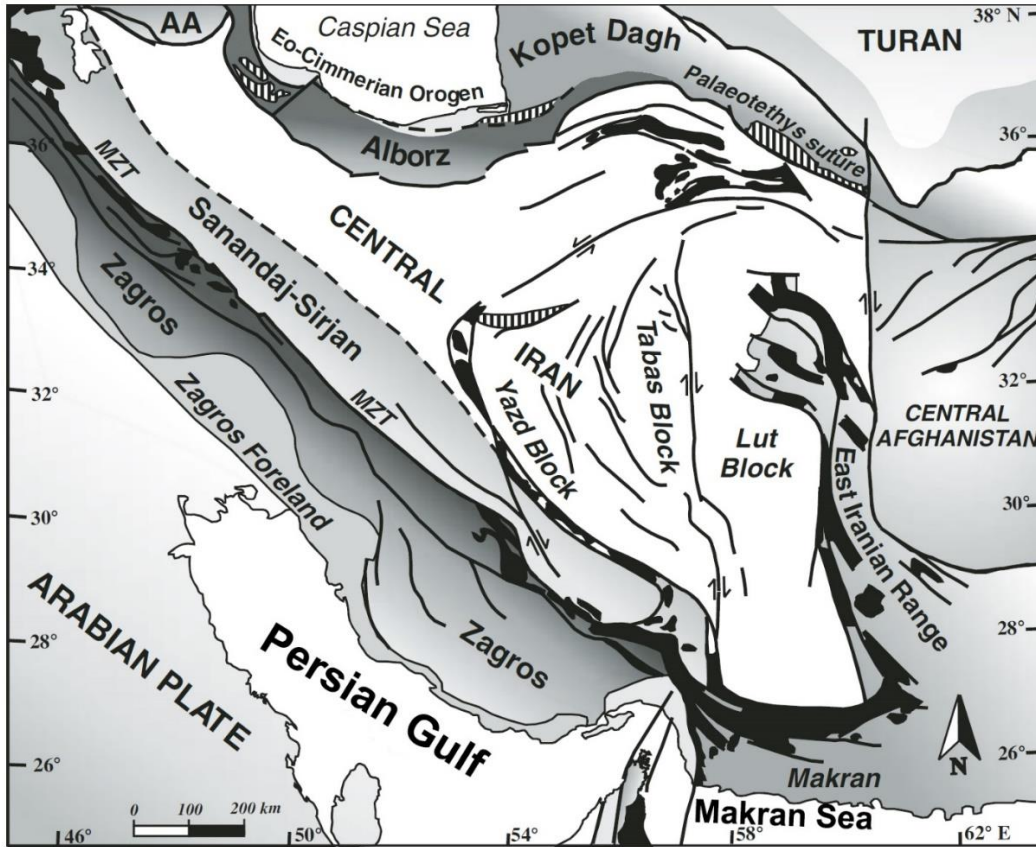 AA
Caspian Sea
38° N
Kopet Dagh
TURAN
Eo-Cimmerian Orogen
Palaeotethys suture
36°
36°
Alborz
MZT
CENTRAL
Sanandaj-Sirjan
34°
34°
Zagros
IRAN
Tabas Block
32°
32°
MZT
Yazd Block
Lut
Block
CENTRAL
AFGHANISTAN
Zagros Foreland
East Iranian Range
30°
30°
ARABIAN PLATE
Persian Gulf
Zagros
28°
28°
26°
26°
N
Makran
Makran Sea
0 100 200 km
46° 50° 54° 58° 62° E